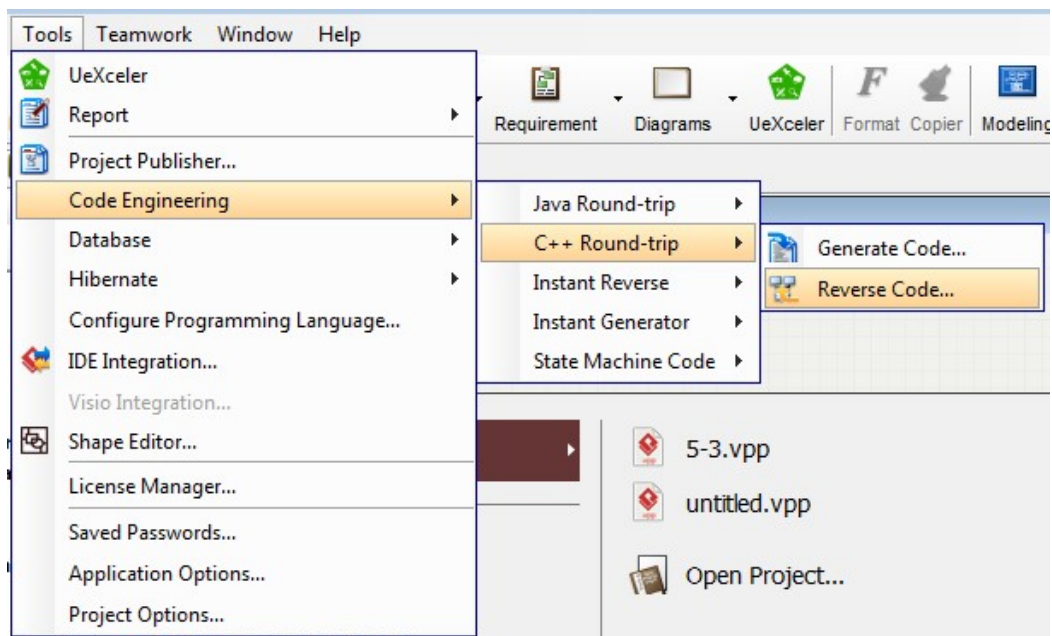 Tools Teamwork Window Help
UeXceler
Report
Project Publisher...
Code Engineering
Database
Hibernate
Configure Programming Language...
IDE Integration...
Visio Integration...
Shape Editor...
License Manager...
Saved Passwords...
Application Options...
Project Options...
Requirement Diagrams UeXceler Format Copier Modeling
Java Round-trip
C++ Round-trip
Instant Reverse
Instant Generator
State Machine Code
Generate Code...
Reverse Code...
5-3.vpp
untitled.vpp
Open Project...